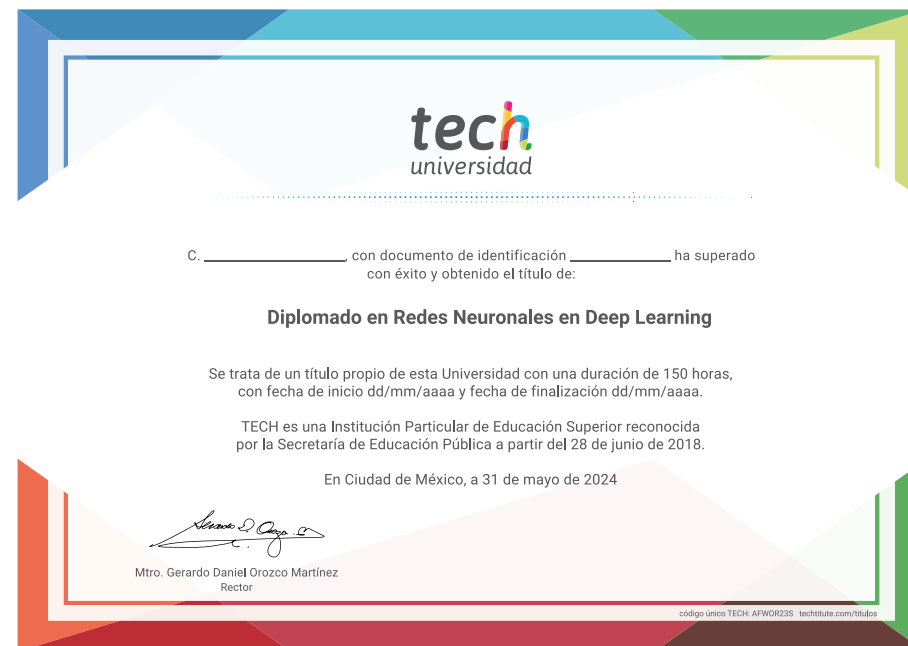 tech
universidad
C. ____________, con documento de identificación ____________ ha superado
con éxito y obtenido el título de:
Diplomado en Redes Neuronales en Deep Learning
Se trata de un título propio de esta Universidad con una duración de 150 horas,
con fecha de inicio dd/mm/aaaa y fecha de finalización dd/mm/aaaa.
TECH es una Institución Particular de Educación Superior reconocida
por la Secretaría de Educación Pública a partir del 28 de junio de 2018.
En Ciudad de México, a 31 de mayo de 2024
Mtro. Gerardo Daniel Orozco Martínez
Rector
código único TECH: AFWOR23S techtitute.com/titulos